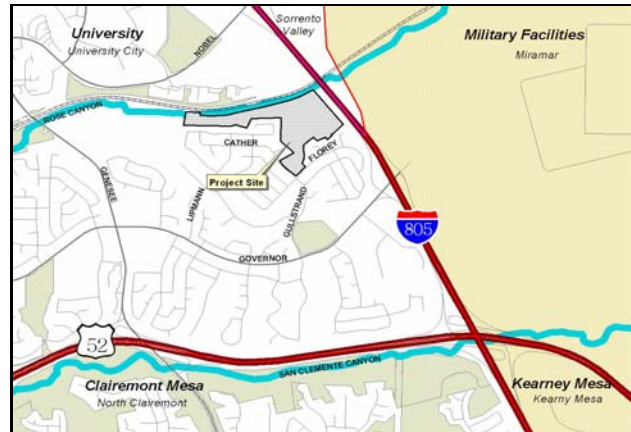 Sorrento
Valley
University
University City
NOBEL
Military Facilities
Miramar
ROSE CANYON
CATHER
FLOREY
Project Site
GENESEE
LIPMANN
GULLSTRAND
805
GOVERNOR
52
SAN CLEMENTE CANYON
Clairemont Mesa
North Clairemont
Kearney Mesa
Kearny Mesa